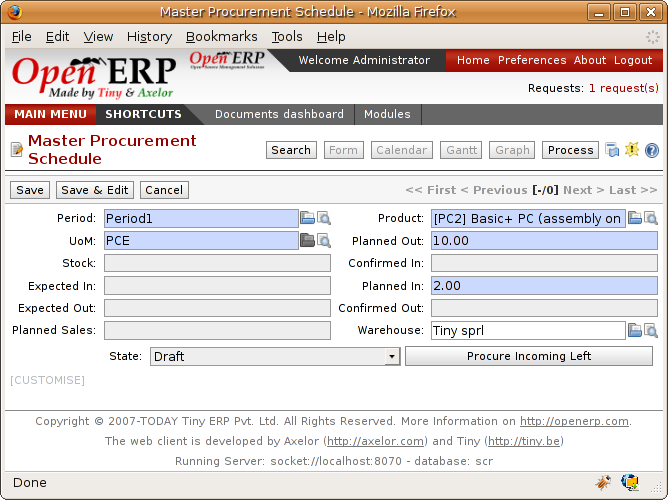 Master Procurement Schedule - Mozilla Firefox
File Edit View History Bookmarks Tools Help
Open ERP
Made by Tiny & Axelor
Open ERP
Open Source Management Solution
Welcome Administrator
Home Preferences About Logout
Requests: 1 request(s)
MAIN MENU SHORTCUTS Documents dashboard Modules
Master Procurement
Schedule
Search Form Calendar Gantt Graph Process
Save Save & Edit Cancel << First < Previous [-/0] Next > Last >>
Period: Period1 Product: [PC2] Basic+ PC (assembly on
UoM: PCE Planned Out: 10.00
Stock: Confirmed In:
Expected In: Planned In: 2.00
Expected Out: Confirmed Out:
Planned Sales: Warehouse: Tiny sprl
State: Draft Procure Incoming Left
[CUSTOMISE]
Copyright © 2007-TODAY Tiny ERP Pvt. Ltd. All Rights Reserved. More Information on http://openerp.com.
The web client is developed by Axelor (http://axelor.com) and Tiny (http://tiny.be)
Running Server: socket://localhost:8070 - database: scr
Done